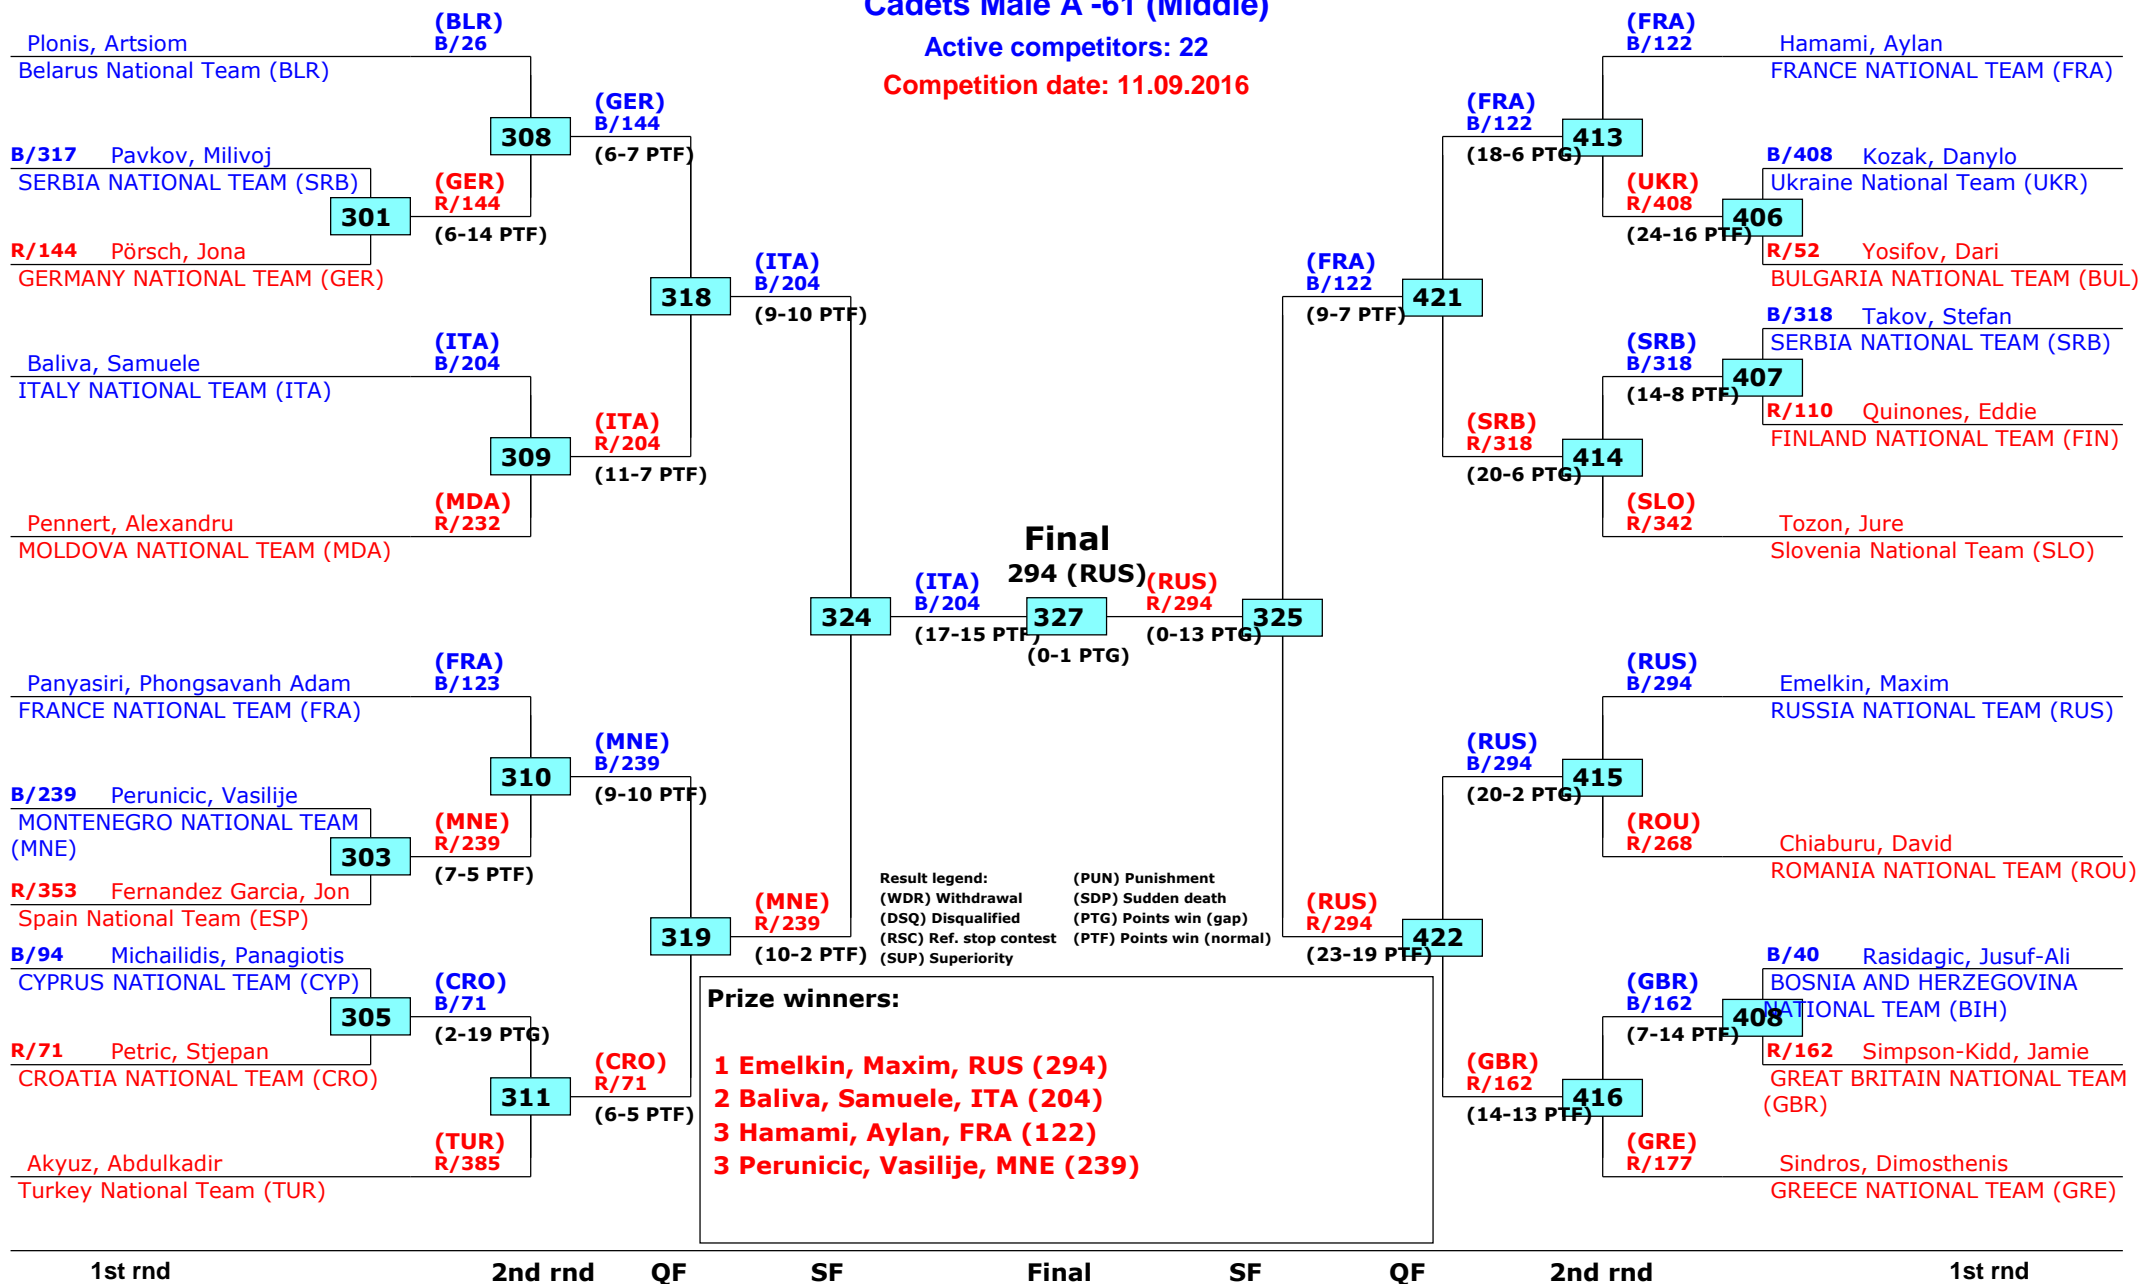 Cadets Male A -61 (Middle)
Active competitors: 22
Competition date: 11.09.2016
Plonis, Artsiom
Belarus National Team (BLR)
(BLR)
B/26
B/317 Pavkov, Milivoj
SERBIA NATIONAL TEAM (SRB)
301
R/144 Pörsch, Jona
GERMANY NATIONAL TEAM (GER)
(GER)
R/144
(6-14 PTF)
308
(GER)
B/144
(6-7 PTF)
Baliva, Samuele
ITALY NATIONAL TEAM (ITA)
(ITA)
B/204
309
Pennert, Alexandru
MOLDOVA NATIONAL TEAM (MDA)
(MDA)
R/232
(ITA)
R/204
(11-7 PTF)
318
(ITA)
B/204
(9-10 PTF)
Panyasiri, Phongsavanh Adam
FRANCE NATIONAL TEAM (FRA)
(FRA)
B/123
B/239 Perunicic, Vasilije
MONTENEGRO NATIONAL TEAM
(MNE)
303
R/353 Fernandez Garcia, Jon
Spain National Team (ESP)
(MNE)
R/239
(7-5 PTF)
310
(MNE)
B/239
(9-10 PTF)
B/94 Michailidis, Panagiotis
CYPRUS NATIONAL TEAM (CYP)
305
R/71 Petric, Stjepan
CROATIA NATIONAL TEAM (CRO)
(CRO)
B/71
(2-19 PTG)
311
Akyuz, Abdulkadir
Turkey National Team (TUR)
(TUR)
R/385
(CRO)
R/71
(6-5 PTF)
319
(MNE)
R/239
(10-2 PTF)
324
(ITA)
B/204
(17-15 PTF)
Final
294 (RUS)
327
(0-1 PTG)
(RUS)
R/294
(0-13 PTG)
325
(FRA)
B/122
(9-7 PTF)
421
(FRA)
B/122
(18-6 PTG)
413
(FRA)
B/122
Hamami, Aylan
FRANCE NATIONAL TEAM (FRA)
(UKR)
R/408
(24-16 PTF)
406
B/408 Kozak, Danylo
Ukraine National Team (UKR)
R/52 Yosifov, Dari
BULGARIA NATIONAL TEAM (BUL)
(SRB)
R/318
(20-6 PTG)
414
(SRB)
B/318
(14-8 PTF)
407
B/318 Takov, Stefan
SERBIA NATIONAL TEAM (SRB)
R/110 Quinones, Eddie
FINLAND NATIONAL TEAM (FIN)
(SLO)
R/342
Tozon, Jure
Slovenia National Team (SLO)
(RUS)
R/294
(23-19 PTF)
422
(RUS)
B/294
(20-2 PTG)
415
(RUS)
B/294
Emelkin, Maxim
RUSSIA NATIONAL TEAM (RUS)
(ROU)
R/268
Chiaburu, David
ROMANIA NATIONAL TEAM (ROU)
(GBR)
R/162
(14-13 PTF)
416
(GBR)
B/162
(7-14 PTF)
408
B/40 Rasidagic, Jusuf-Ali
BOSNIA AND HERZEGOVINA
NATIONAL TEAM (BIH)
R/162 Simpson-Kidd, Jamie
GREAT BRITAIN NATIONAL TEAM
(GBR)
(GRE)
R/177
Sindros, Dimosthenis
GREECE NATIONAL TEAM (GRE)
Result legend: (PUN) Punishment
(WDR) Withdrawal (SDP) Sudden death
(DSQ) Disqualified (PTG) Points win (gap)
(RSC) Ref. stop contest (PTF) Points win (normal)
(SUP) Superiority
Prize winners:
1 Emelkin, Maxim, RUS (294)
2 Baliva, Samuele, ITA (204)
3 Hamami, Aylan, FRA (122)
3 Perunicic, Vasilije, MNE (239)
1st rnd 2nd rnd QF SF Final SF QF 2nd rnd 1st rnd